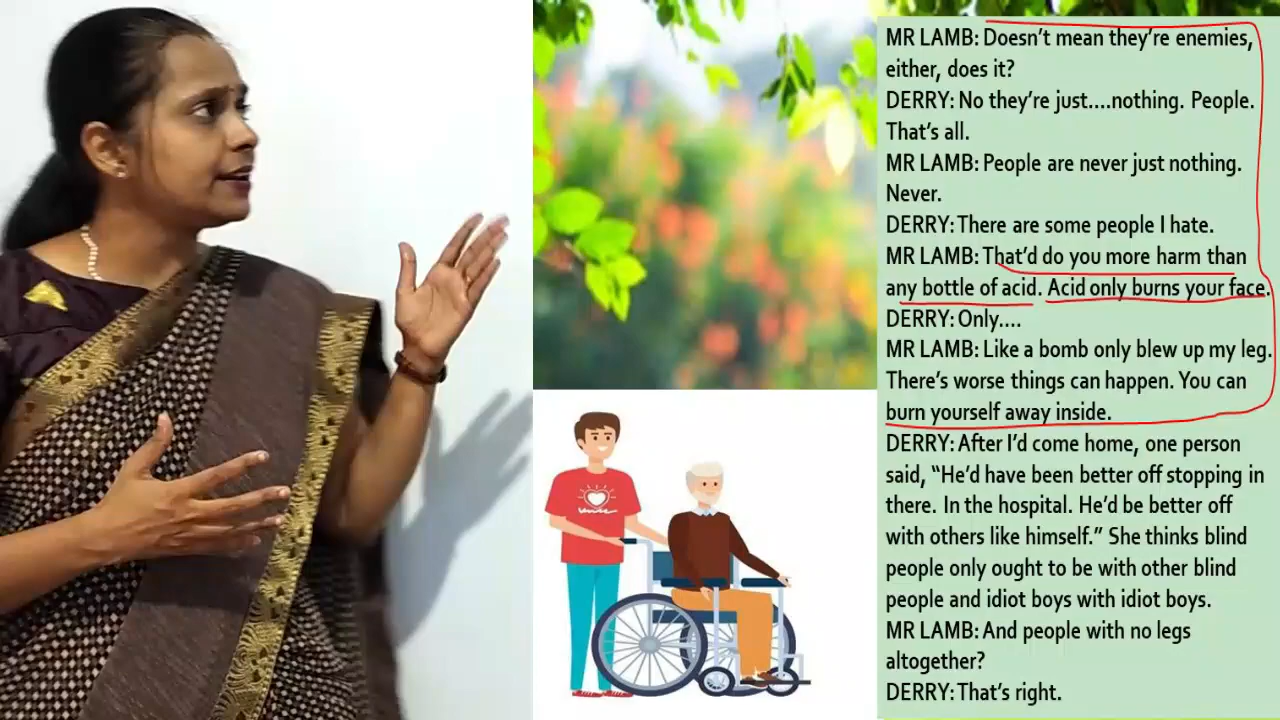 MR LAMB: Doesn't mean they're enemies,
either, does it?
DERRY: No they're just....nothing. People.
That's all.
MR LAMB: People are never just nothing.
Never.
DERRY: There are some people I hate.
MR LAMB: That'd do you more harm than
any bottle of acid. Acid only burns your face.
DERRY: Only....
MR LAMB: Like a bomb only blew up my leg.
There's worse things can happen. You can
burn yourself away inside.
DERRY: After I'd come home, one person
said, “He'd have been better off stopping in
there. In the hospital. He'd be better off
with others like himself.” She thinks blind
people only ought to be with other blind
people and idiot boys with idiot boys.
MR LAMB: And people with no legs
altogether?
DERRY: That's right.